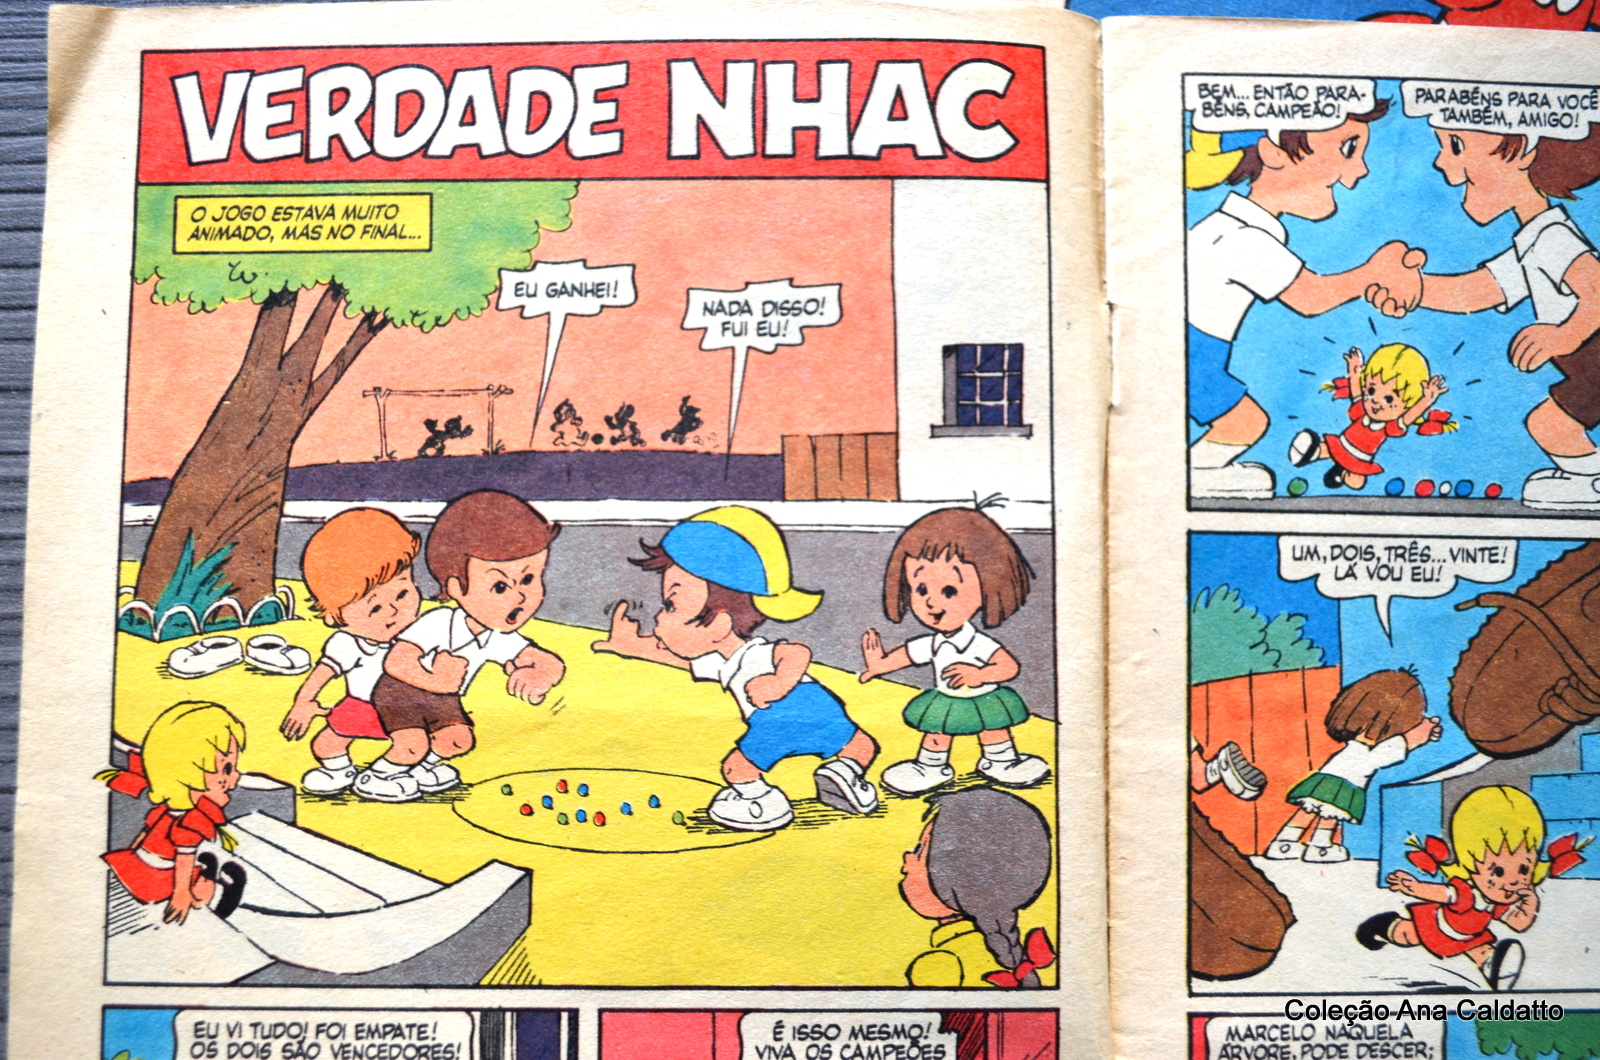 VERDADE NHAC
O JOGO ESTAVA MUITO
ANIMADO, MAS NO FINAL...
EU GANHEI!
NADA DISSO!
FUI EU!
EU VI TUDO! FOI EMPATE!
OS DOIS SÃO VENCEDORES!
É ISSO MESMO!
VIVA OS CAMPEÕES
BEM... ENTÃO PARA-
BÉNS, CAMPEÃO!
PARABÉNS PARA VOCÊ
TAMBÉM, AMIGO!
UM, DOIS, TRÊS... VINTE!
LÁ VOU EU!
MARCELO NAQUELA
ÁRVORE, PODE DESCER.
Coleção Ana Caldatto